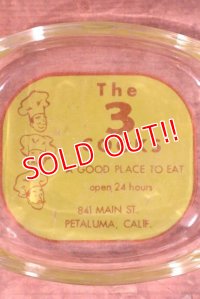 The
3
SOLD OUT!!
A GOOD PLACE TO EAT
open 24 hours
841 MAIN ST.
PETALUMA, CALIF.